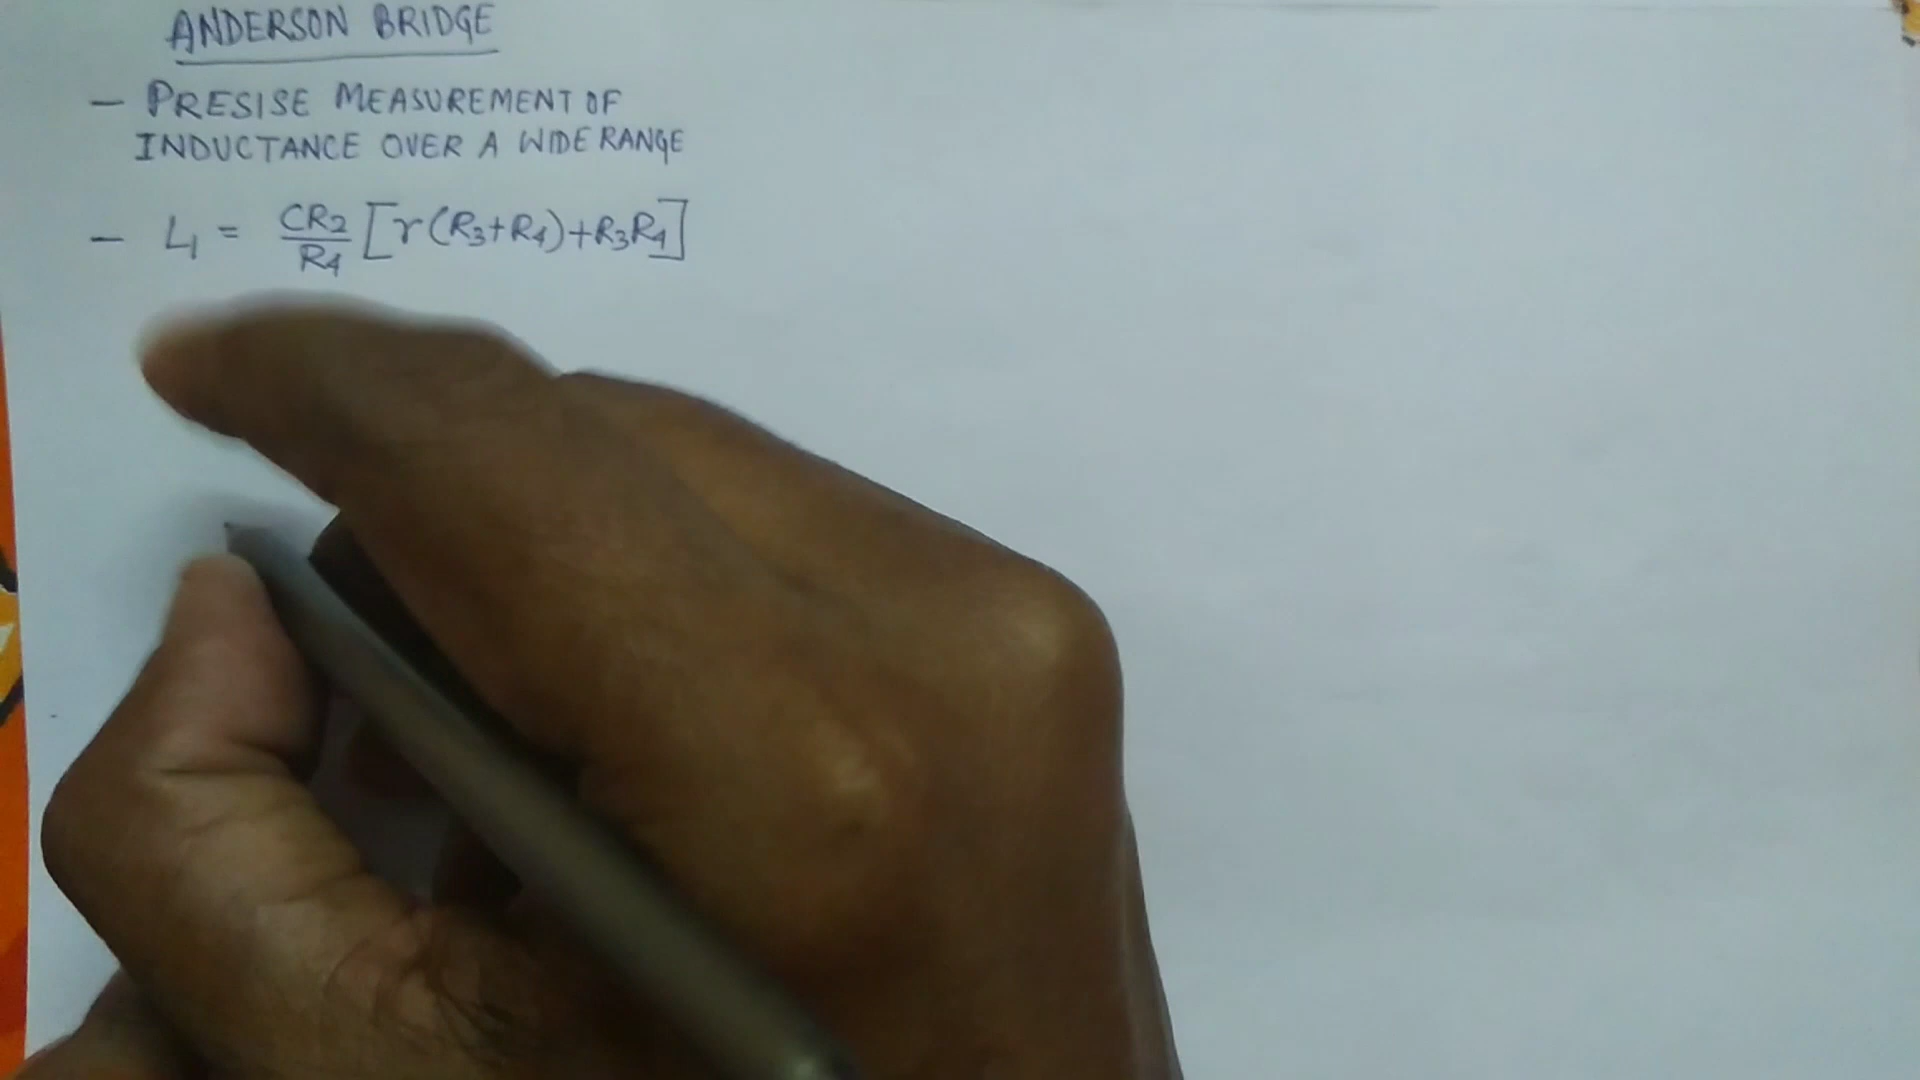 ANDERSON BRIDGE
— PRESISE MEASUREMENT OF
INDUCTANCE OVER A WIDE RANGE
— L1 = CR2/R4 [r(R3+R4)+R3R4]